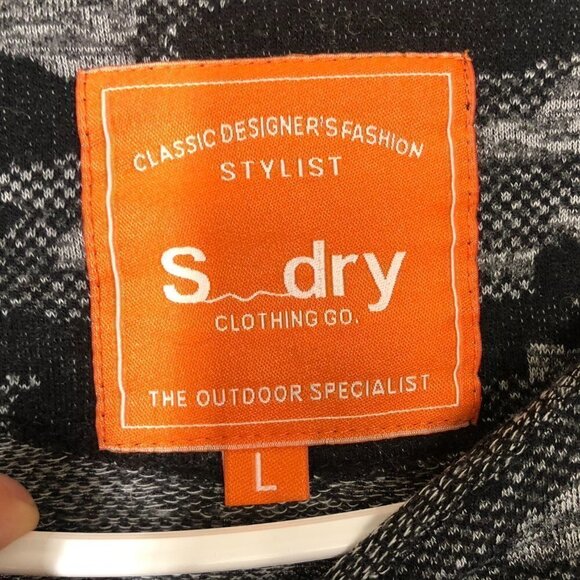 CLASSIC DESIGNER'S FASHION
STYLIST
S dry
CLOTHING GO.
THE OUTDOOR SPECIALIST
L